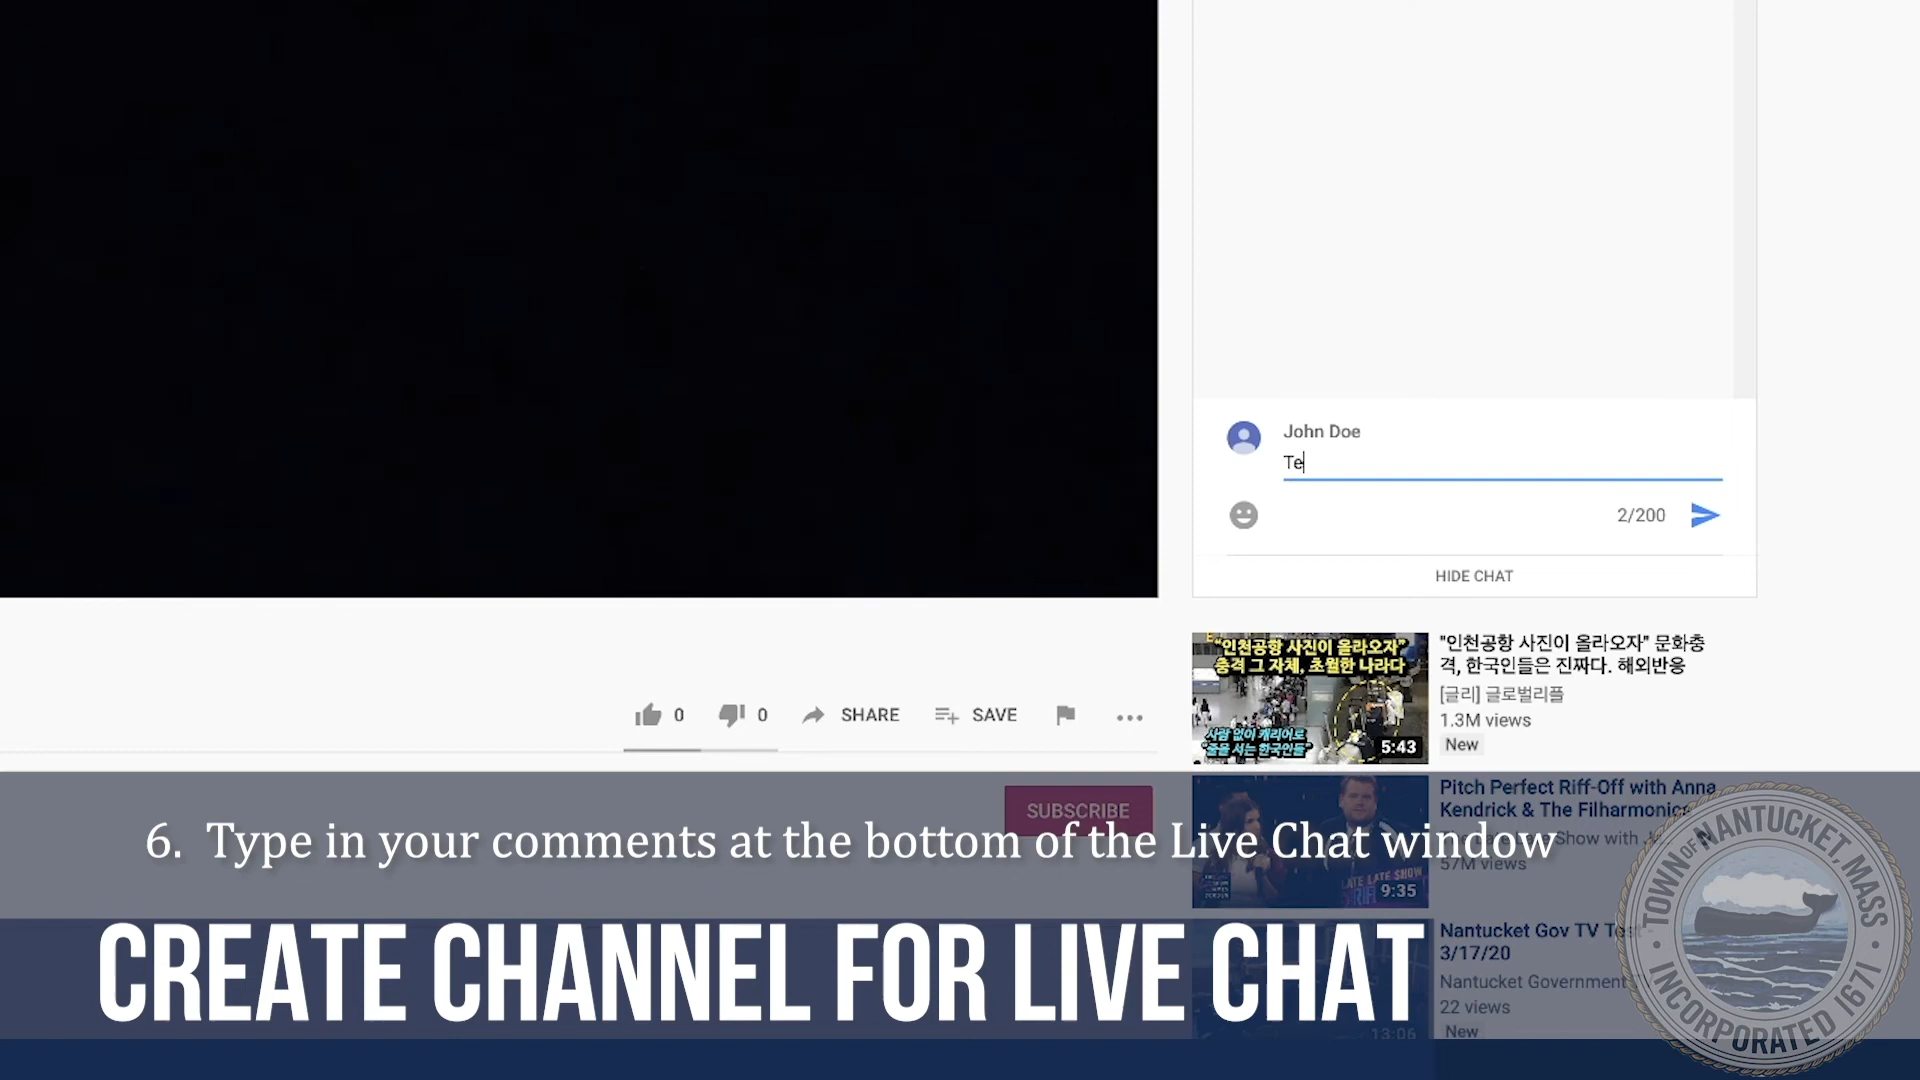 John Doe
Te
2/200
HIDE CHAT
"인천공항 사진이 올라오자"
충격 그 자체, 초월한 나라다
사람 없이 캐리어로
"줄을 서는 한국인들"
5:43
"인천공항 사진이 올라오자" 문화충
격, 한국인들은 진짜다. 해외반응
[글리] 글로벌리플
1.3M views
New
0
0
SHARE
SAVE
SUBSCRIBE
Pitch Perfect Riff-Off with Anna
Kendrick & The Filharmonics
Show with
57M views
LATE LATE SHOW
9:35
6. Type in your comments at the bottom of the Live Chat window
CREATE CHANNEL FOR LIVE CHAT
Nantucket Gov TV
3/17/20
Nantucket Government
22 views
New
13:06
TOWN OF NANTUCKET, MASS
INCORPORATED 1671